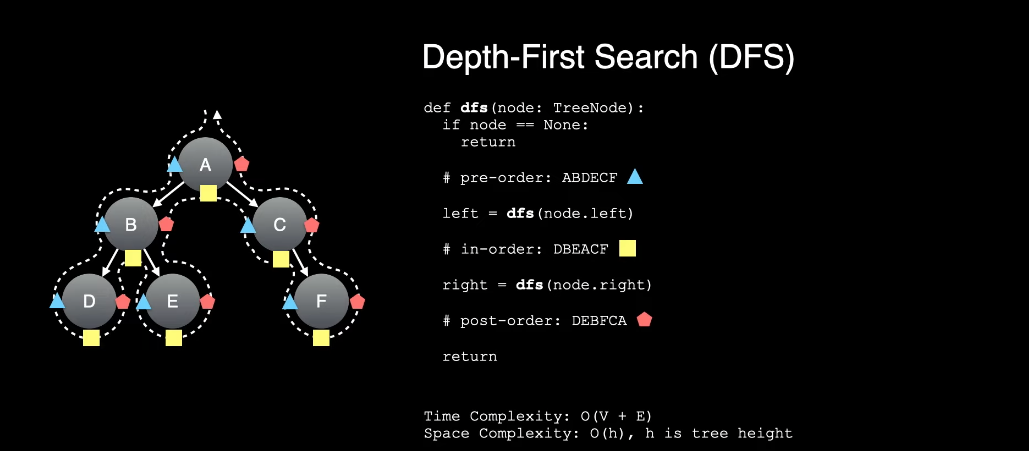 Depth-First Search (DFS)
def dfs(node: TreeNode):
if node == None:
return
# pre-order: ABDECF
left = dfs(node.left)
# in-order: DBEACF
right = dfs(node.right)
# post-order: DEBFCA
return
Time Complexity: O(V + E)
Space Complexity: O(h), h is tree height
A
B
C
D
E
F